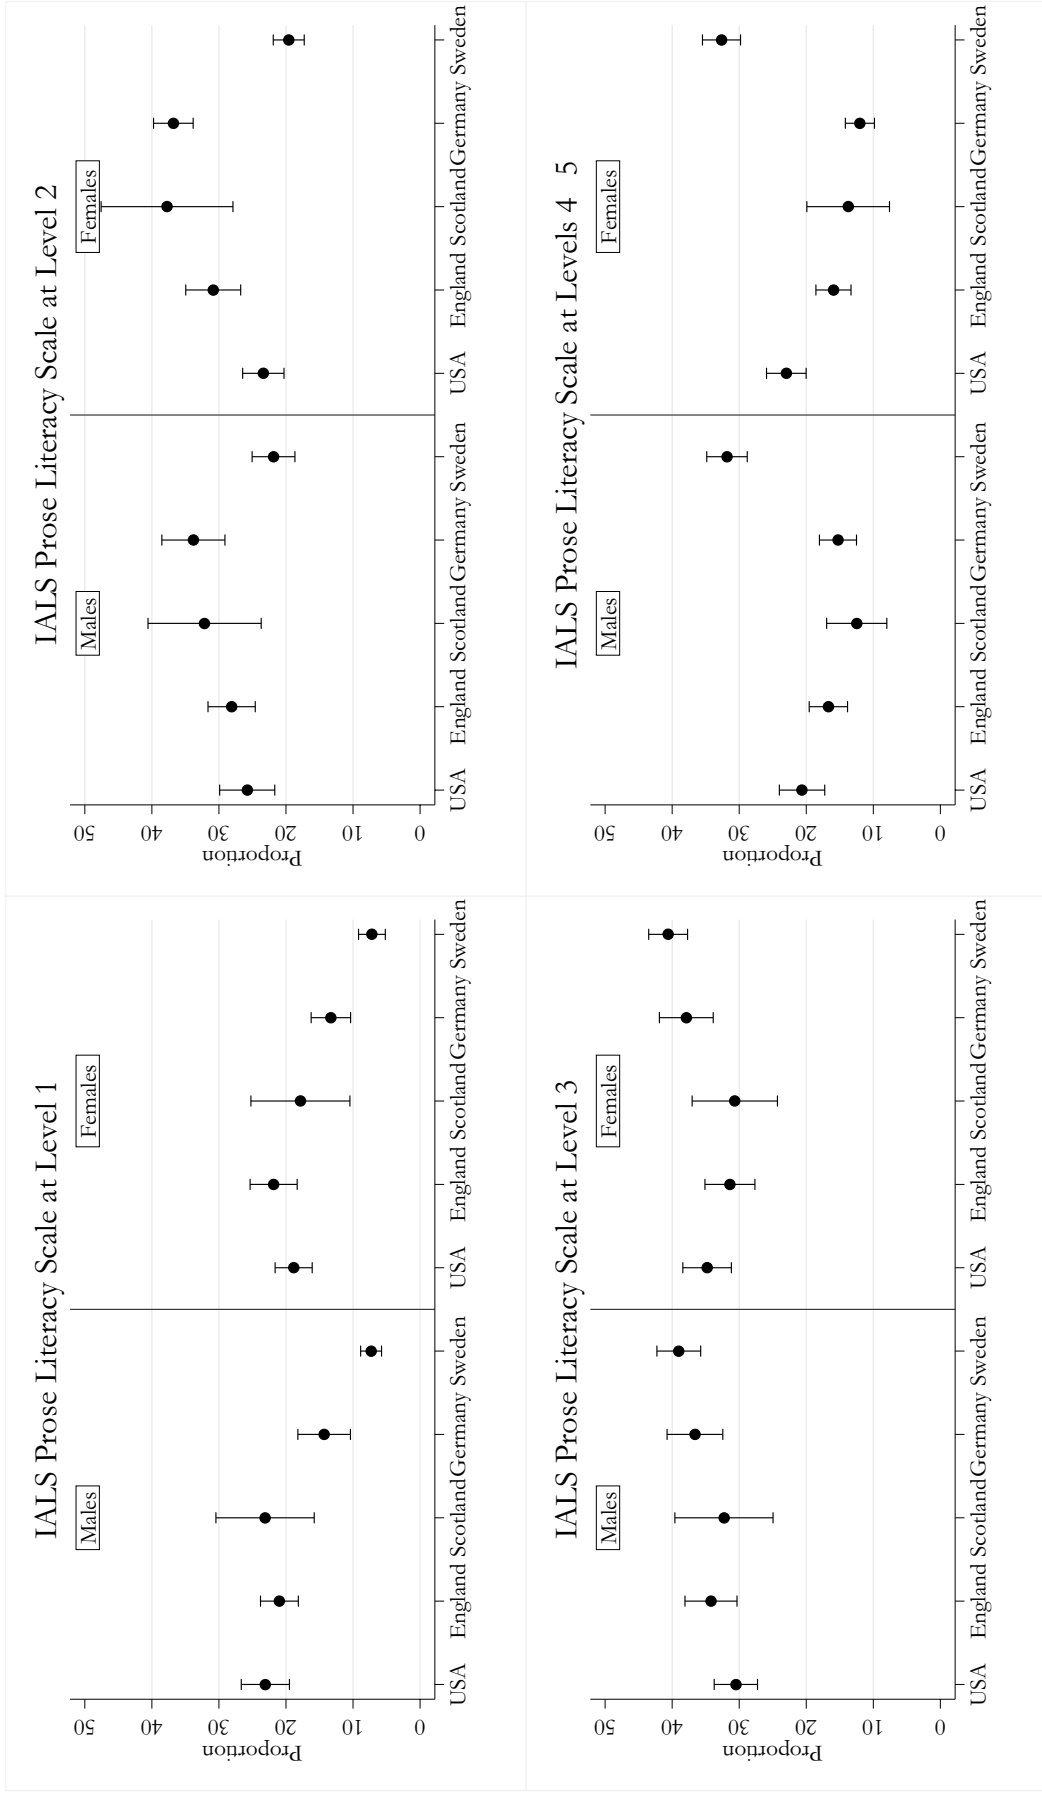 IALS Prose Literacy Scale at Level 1
Males
Females
50
40
30
20
10
0
Proportion
USA England Scotland Germany Sweden USA England Scotland Germany Sweden
IALS Prose Literacy Scale at Level 2
Males
Females
50
40
30
20
10
0
Proportion
USA England Scotland Germany Sweden USA England Scotland Germany Sweden
IALS Prose Literacy Scale at Level 3
Males
Females
50
40
30
20
10
0
Proportion
USA England Scotland Germany Sweden USA England Scotland Germany Sweden
IALS Prose Literacy Scale at Levels 4 5
Males
Females
50
40
30
20
10
0
Proportion
USA England Scotland Germany Sweden USA England Scotland Germany Sweden